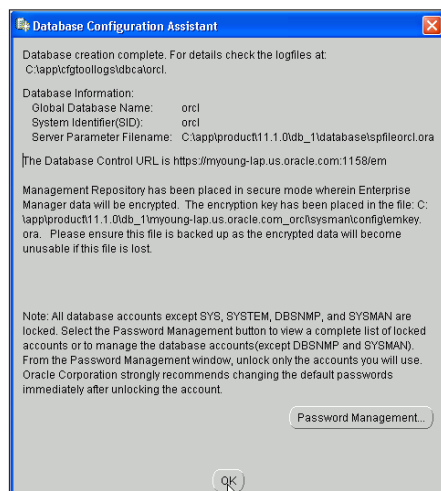 Database Configuration Assistant
Database creation complete. For details check the logfiles at:
C:\app\cfgtoollogs\dbca\orcl.
Database Information:
Global Database Name: orcl
System Identifier(SID): orcl
Server Parameter Filename: C:\app\product\11.1.0\db_1\database\spfileorcl.ora
The Database Control URL is https://myoung-lap.us.oracle.com:1158/em
Management Repository has been placed in secure mode wherein Enterprise
Manager data will be encrypted. The encryption key has been placed in the file: C:
\app\product\11.1.0\db_1\myoung-lap.us.oracle.com_orcl\sysman\config\emkey.
ora. Please ensure this file is backed up as the encrypted data will become
unusable if this file is lost.
Note: All database accounts except SYS, SYSTEM, DBSNMP, and SYSMAN are
locked. Select the Password Management button to view a complete list of locked
accounts or to manage the database accounts(except DBSNMP and SYSMAN).
From the Password Management window, unlock only the accounts you will use.
Oracle Corporation strongly recommends changing the default passwords
immediately after unlocking the account.
Password Management...
OK